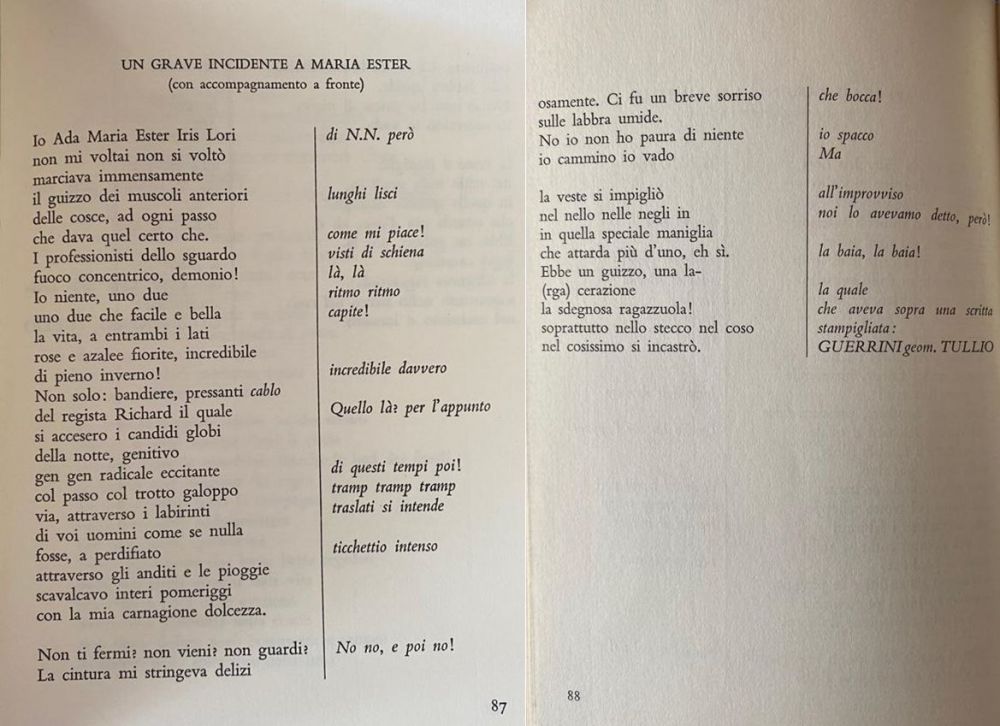 UN GRAVE INCIDENTE A MARIA ESTER
(con accompagnamento a fronte)
Io Ada Maria Ester Iris Lori
non mi voltai non si voltò
marciava immensamente
il guizzo dei muscoli anteriori
delle cosce, ad ogni passo
che dava quel certo che.
I professionisti dello sguardo
fuoco concentrico, demonio!
Io niente, uno due
uno due che facile e bella
la vita, a entrambi i lati
rose e azalee fiorite, incredibile
di pieno inverno!
Non solo: bandiere, pressanti cablo
del regista Richard il quale
si accesero i candidi globi
della notte, genitivo
gen gen radicale eccitante
col passo col trotto galoppo
via, attraverso i labirinti
di voi uomini come se nulla
fosse, a perdifiato
attraverso gli anditi e le pioggie
scavalcavo interi pomeriggi
con la mia carnagione dolcezza.
Non ti fermi? non vieni? non guardi?
La cintura mi stringeva delizi
di N.N. però
lunghi lisci
come mi piace!
visti di schiena
là, là
ritmo ritmo
capite!
incredibile davvero
Quello là? per l'appunto
di questi tempi poi!
tramp tramp tramp
traslati si intende
ticchettio intenso
No no, e poi no!
87
osamente. Ci fu un breve sorriso
sulle labbra umide.
No io non ho paura di niente
io cammino io vado
la veste si impigliò
nel nello nelle negli in
in quella speciale maniglia
che attarda più d'uno, eh sì.
Ebbe un guizzo, una la-
(rga) cerazione
la sdegnosa ragazzuola!
soprattutto nello stecco nel coso
nel cosissimo si incastrò.
che bocca!
io spacco
Ma
all'improvviso
noi lo avevamo detto, però!
la baia, la baia!
la quale
che aveva sopra una scritta
stampigliata:
GUERRINI geom. TULLIO
88